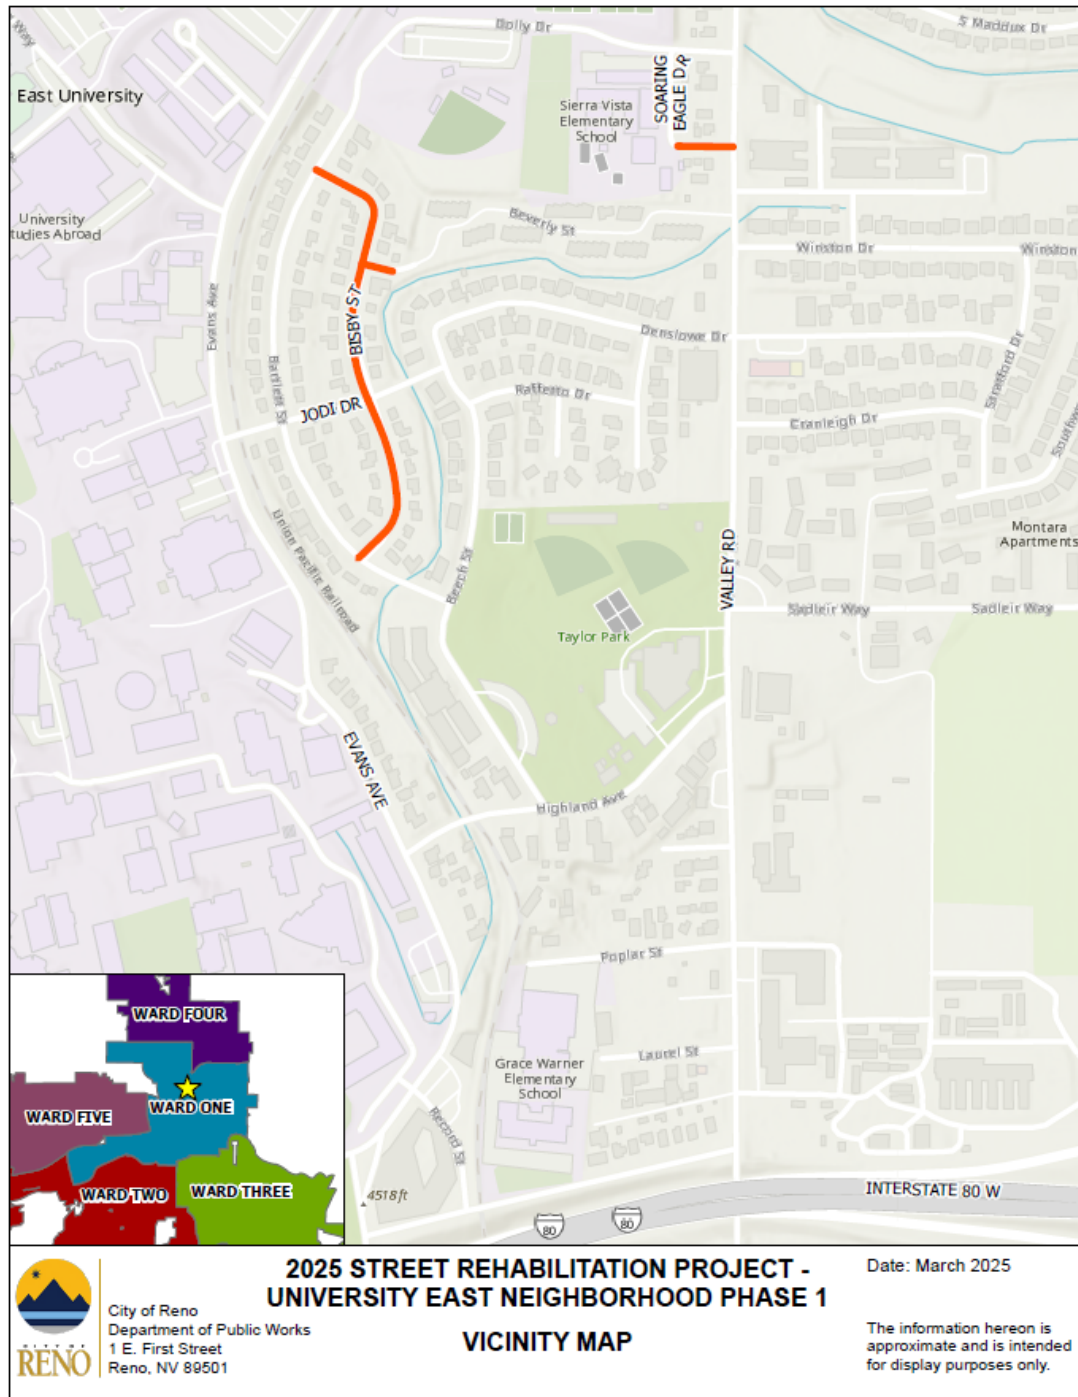 Way
Dolly Dr
S Maddux Dr
East University
SOARING
EAGLE DR
Sierra Vista
Elementary
School
University
tudies Abroad
Beverly St
Winston Dr
Winston
Evans Ave
BISBY ST
Denslowe Dr
Stratford Dr
Bartlett St
JODI DR
Raffetto Dr
Cranleigh Dr
Southw
Union Pacific Railroad
Montara
Apartments
VALLEY RD
Beech St
Sadleir Way
Sadleir Way
Taylor Park
EVANS AVE
Highland Ave
Poplar St
Laurel St
Grace Warner
Elementary
School
Record St
4518 ft
INTERSTATE 80 W
80
80
WARD FOUR
WARD ONE
WARD FIVE
WARD TWO
WARD THREE
CITY OF
RENO
City of Reno
Department of Public Works
1 E. First Street
Reno, NV 89501
2025 STREET REHABILITATION PROJECT -
UNIVERSITY EAST NEIGHBORHOOD PHASE 1
VICINITY MAP
Date: March 2025
The information hereon is
approximate and is intended
for display purposes only.